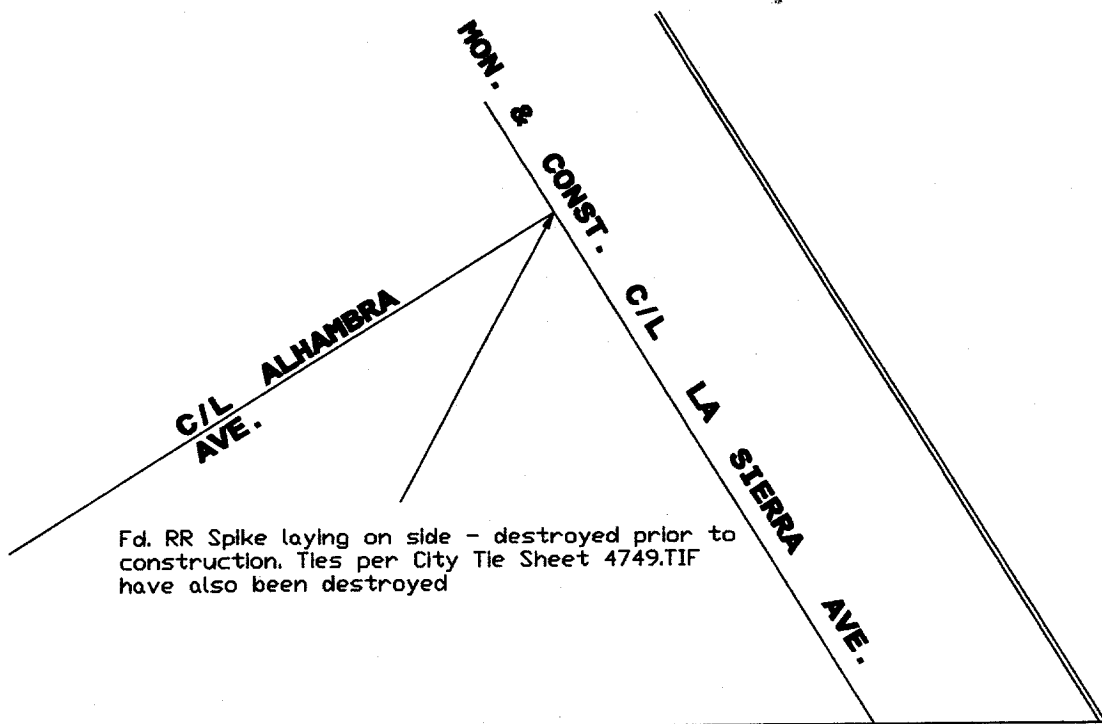 MON. & CONST. C/L LA SIERRA AVE.
C/L ALHAMBRA
AVE.
Fd. RR Spike laying on side - destroyed prior to
construction. Ties per City Tie Sheet 4749.TIF
have also been destroyed